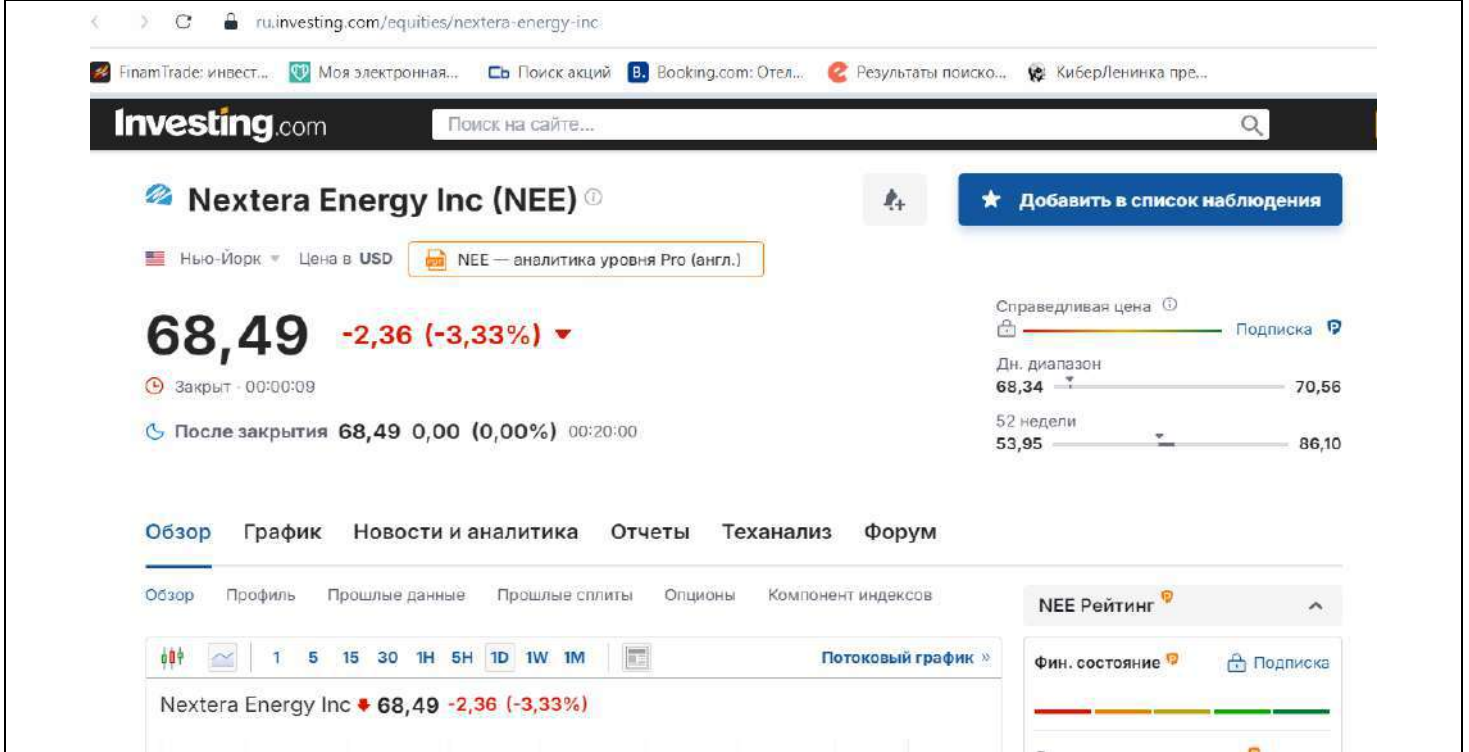 ru.investing.com/equities/nextera-energy-inc
FinamTrade: инвест... Моя электронная... Сь Поиск акций B. Booking.com: Отел... Результаты поиско... КиберЛенинка пре...
Investing.com Поиск на сайте...
Nextera Energy Inc (NEE) Добавить в список наблюдения
Нью-Йорк Цена в USD NEE — аналитика уровня Pro (англ.)
68,49 -2,36 (-3,33%)
Справедливая цена
Подписка
Закрыт · 00:00:09
Дн. диапазон
68,34 70,56
После закрытия 68,49 0,00 (0,00%) 00:20:00
52 недели
53,95 86,10
Обзор График Новости и аналитика Отчеты Теханализ Форум
Обзор Профиль Прошлые данные Прошлые сплиты Опционы Компонент индексов
NEE Рейтинг
1 5 15 30 1H 5H 1D 1W 1M Потоковый график »
Фин. состояние Подписка
Nextera Energy Inc 68,49 -2,36 (-3,33%)